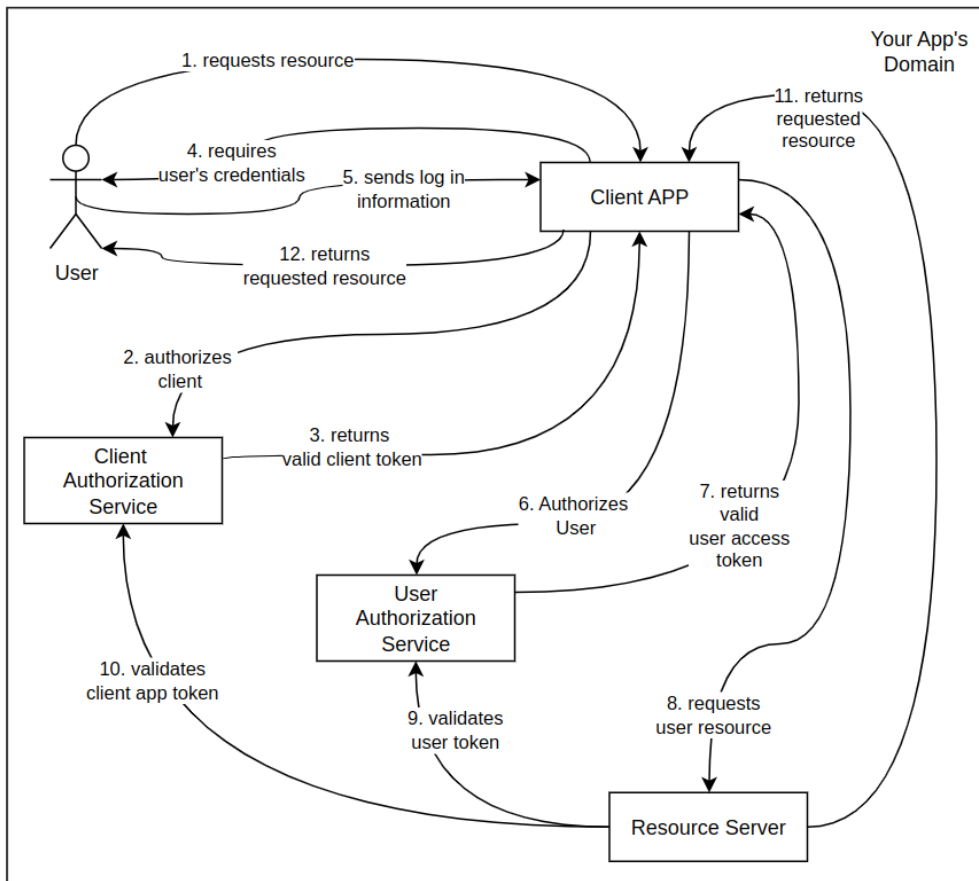 Your App's
Domain
1. requests resource
11. returns
requested
resource
4. requires
user's credentials
5. sends log in
information
Client APP
User
12. returns
requested resource
2. authorizes
client
3. returns
valid client token
Client
Authorization
Service
6. Authorizes
User
7. returns
valid
user access
token
User
Authorization
Service
10. validates
client app token
9. validates
user token
8. requests
user resource
Resource Server